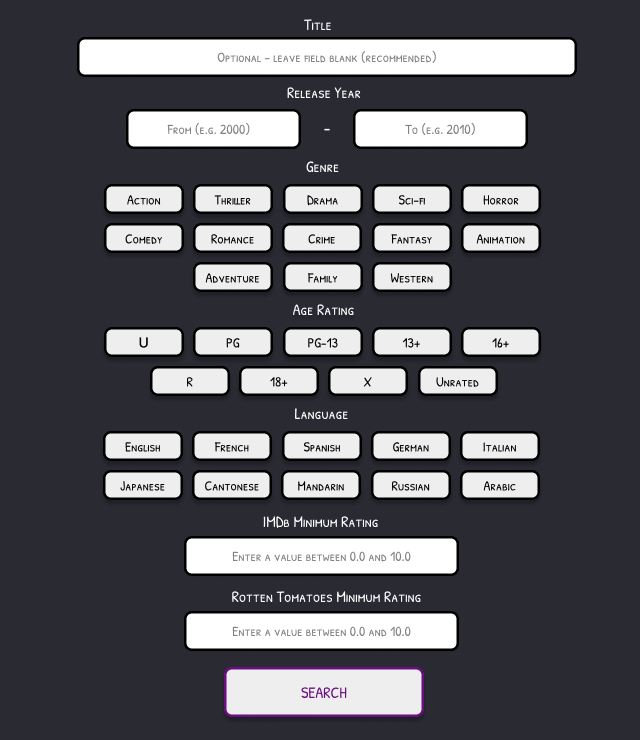 Title
Optional - leave field blank (recommended)
Release Year
From (e.g. 2000) - To (e.g. 2010)
Genre
Action Thriller Drama Sci-fi Horror
Comedy Romance Crime Fantasy Animation
Adventure Family Western
Age Rating
U PG PG-13 13+ 16+
R 18+ X Unrated
Language
English French Spanish German Italian
Japanese Cantonese Mandarin Russian Arabic
IMDb Minimum Rating
Enter a value between 0.0 and 10.0
Rotten Tomatoes Minimum Rating
Enter a value between 0.0 and 10.0
SEARCH